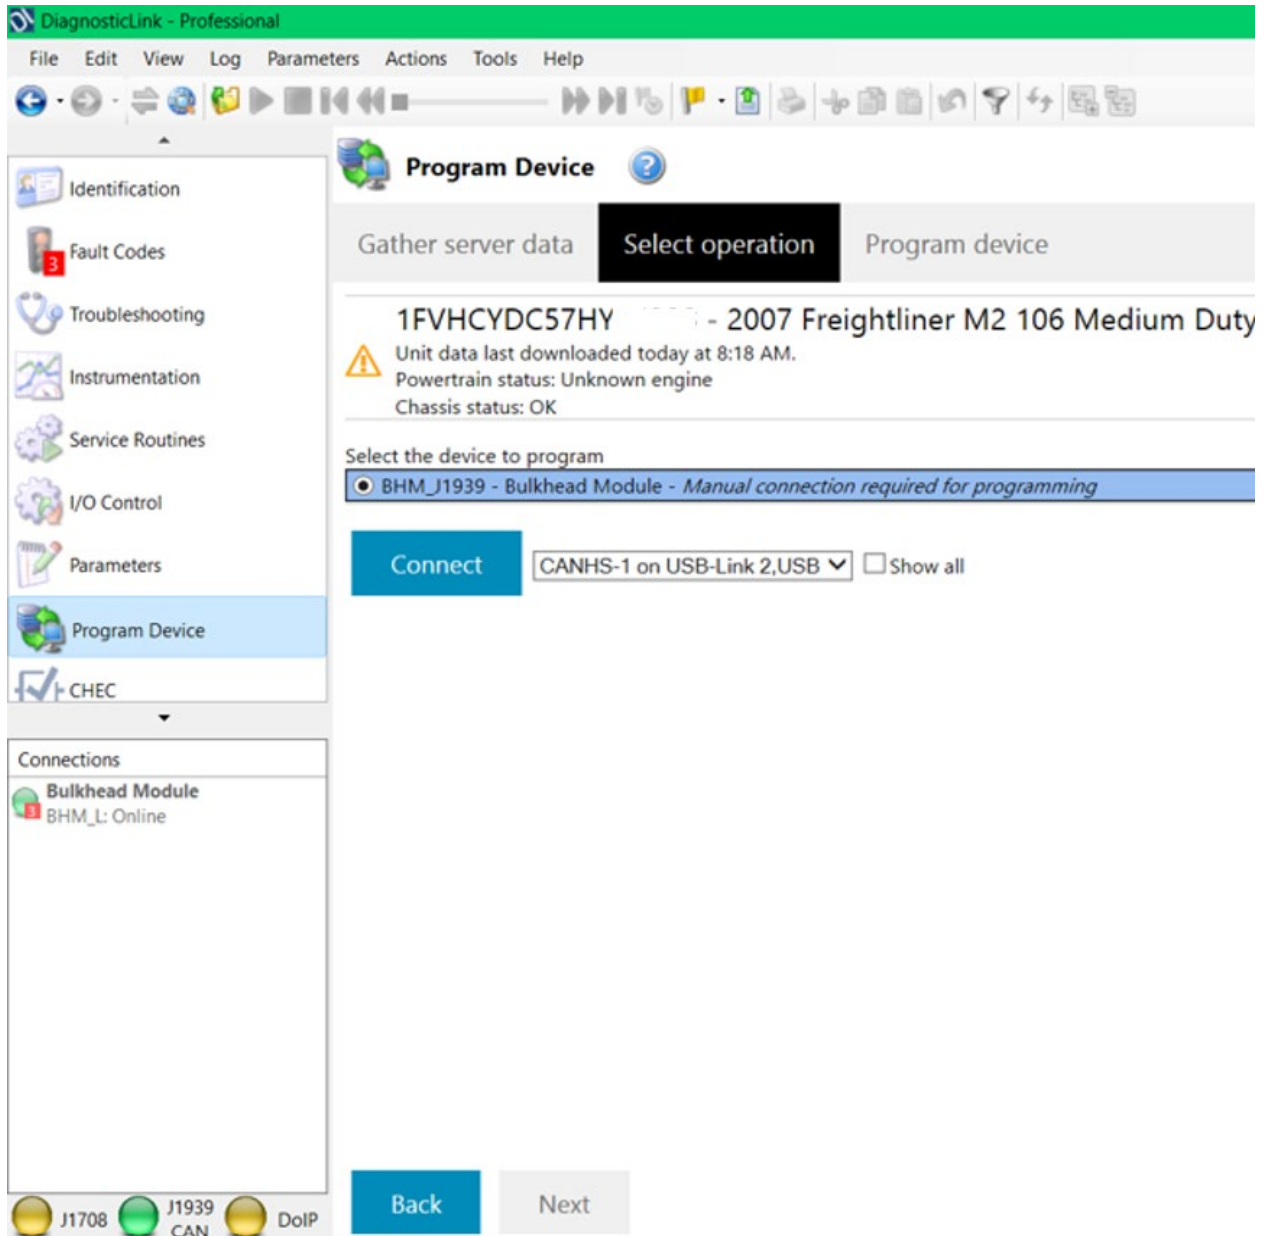 DiagnosticLink - Professional
File Edit View Log Parameters Actions Tools Help
Program Device
Identification
Fault Codes
3
Troubleshooting
Instrumentation
Service Routines
I/O Control
Parameters
Program Device
CHEC
Gather server data Select operation Program device
1FVHCYDC57HY - 2007 Freightliner M2 106 Medium Duty
Unit data last downloaded today at 8:18 AM.
Powertrain status: Unknown engine
Chassis status: OK
Select the device to program
BHM_J1939 - Bulkhead Module - Manual connection required for programming
Connect CANHS-1 on USB-Link 2,USB Show all
Connections
Bulkhead Module
3
BHM_L: Online
Back Next
J1708 J1939 CAN DoIP